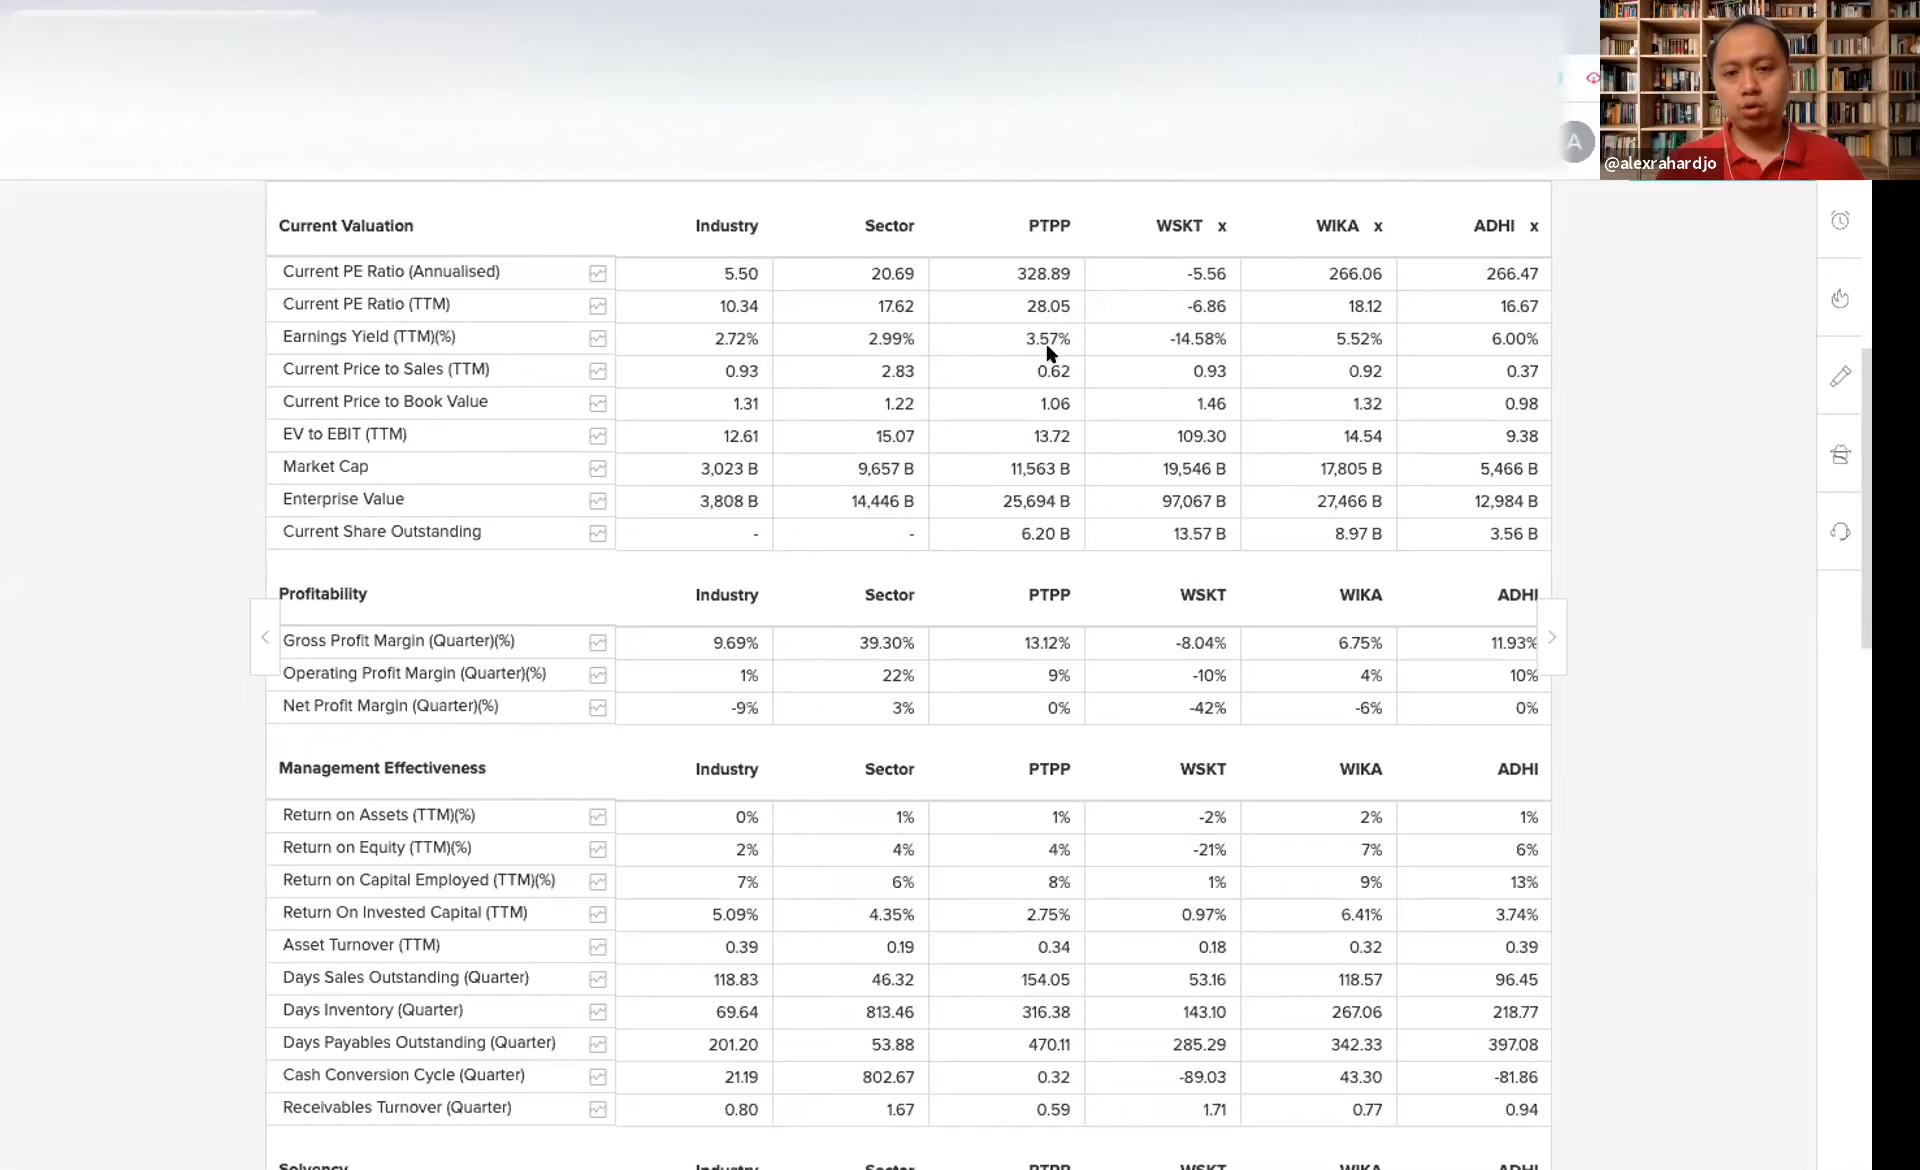 A
@alexrahardjo
Current Valuation Industry Sector PTPP WSKT x WIKA x ADHI x
Current PE Ratio (Annualised) 5.50 20.69 328.89 -5.56 266.06 266.47
Current PE Ratio (TTM) 10.34 17.62 28.05 -6.86 18.12 16.67
Earnings Yield (TTM)(%) 2.72% 2.99% 3.57% -14.58% 5.52% 6.00%
Current Price to Sales (TTM) 0.93 2.83 0.62 0.93 0.92 0.37
Current Price to Book Value 1.31 1.22 1.06 1.46 1.32 0.98
EV to EBIT (TTM) 12.61 15.07 13.72 109.30 14.54 9.38
Market Cap 3,023 B 9,657 B 11,563 B 19,546 B 17,805 B 5,466 B
Enterprise Value 3,808 B 14,446 B 25,694 B 97,067 B 27,466 B 12,984 B
Current Share Outstanding - - 6.20 B 13.57 B 8.97 B 3.56 B
Profitability Industry Sector PTPP WSKT WIKA ADHI
Gross Profit Margin (Quarter)(%) 9.69% 39.30% 13.12% -8.04% 6.75% 11.93%
Operating Profit Margin (Quarter)(%) 1% 22% 9% -10% 4% 10%
Net Profit Margin (Quarter)(%) -9% 3% 0% -42% -6% 0%
Management Effectiveness Industry Sector PTPP WSKT WIKA ADHI
Return on Assets (TTM)(%) 0% 1% 1% -2% 2% 1%
Return on Equity (TTM)(%) 2% 4% 4% -21% 7% 6%
Return on Capital Employed (TTM)(%) 7% 6% 8% 1% 9% 13%
Return On Invested Capital (TTM) 5.09% 4.35% 2.75% 0.97% 6.41% 3.74%
Asset Turnover (TTM) 0.39 0.19 0.34 0.18 0.32 0.39
Days Sales Outstanding (Quarter) 118.83 46.32 154.05 53.16 118.57 96.45
Days Inventory (Quarter) 69.64 813.46 316.38 143.10 267.06 218.77
Days Payables Outstanding (Quarter) 201.20 53.88 470.11 285.29 342.33 397.08
Cash Conversion Cycle (Quarter) 21.19 802.67 0.32 -89.03 43.30 -81.86
Receivables Turnover (Quarter) 0.80 1.67 0.59 1.71 0.77 0.94
Solvency Industry Sector PTPP WSKT WIKA ADHI